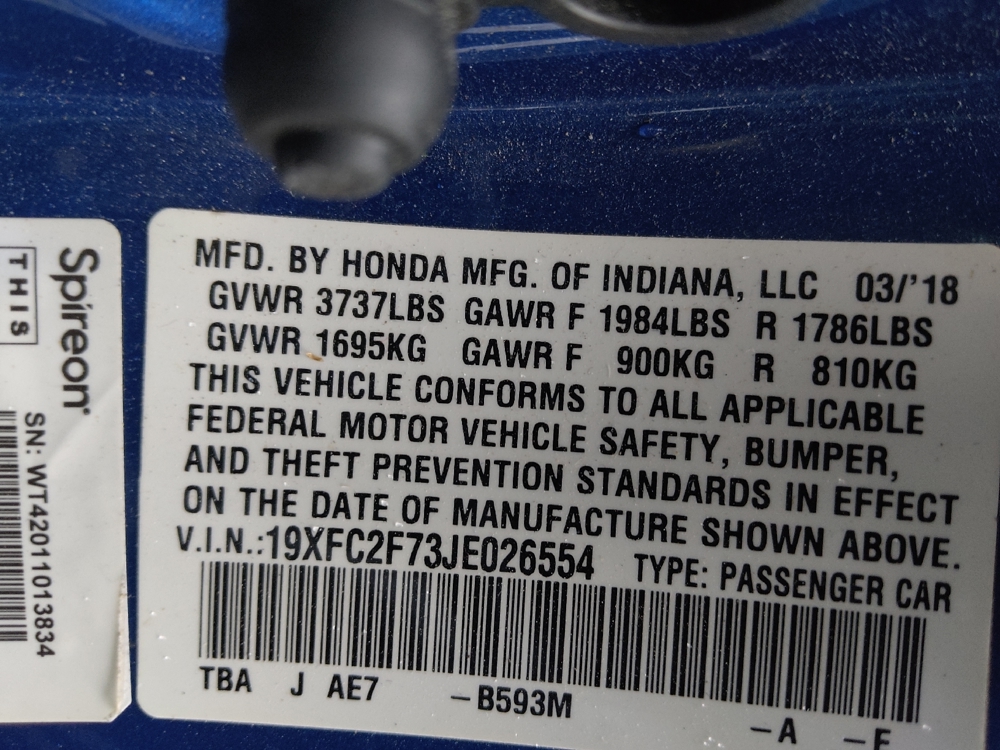 MFD. BY HONDA MFG. OF INDIANA, LLC 03/'18
GVWR 3737LBS GAWR F 1984LBS R 1786LBS
GVWR 1695KG GAWR F 900KG R 810KG
THIS VEHICLE CONFORMS TO ALL APPLICABLE
FEDERAL MOTOR VEHICLE SAFETY, BUMPER,
AND THEFT PREVENTION STANDARDS IN EFFECT
ON THE DATE OF MANUFACTURE SHOWN ABOVE.
V.I.N.:19XFC2F73JE026554 TYPE: PASSENGER CAR
TBA J AE7 –B593M
–A
Spireon
THIS
SN: WT42011013834